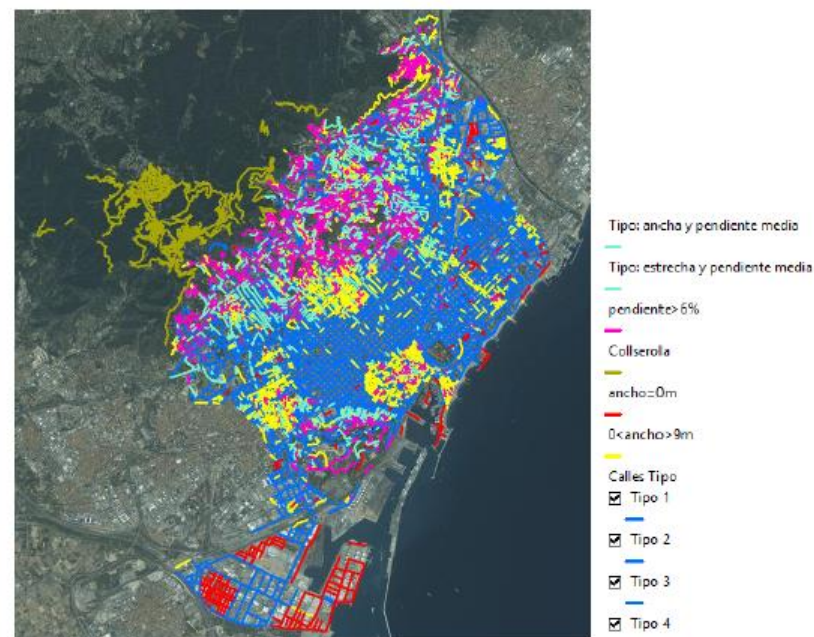 Tipo: ancha y pendiente media
Tipo: estrecha y pendiente media
pendiente>6%
Collserolla
ancho=0m
0<ancho>9m
Calles Tipo
Tipo 1
Tipo 2
Tipo 3
Tipo 4